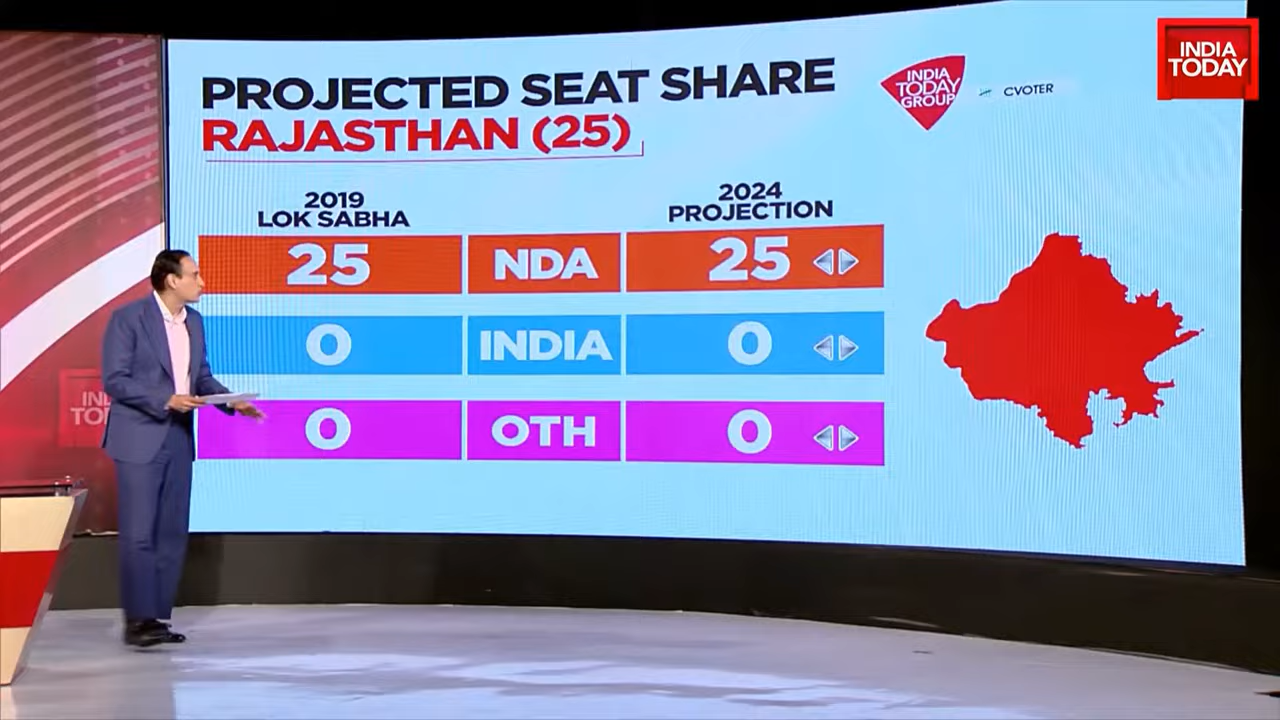 PROJECTED SEAT SHARE
RAJASTHAN (25)
INDIA
TODAY
GROUP
CVOTER
INDIA
TODAY
2019
LOK SABHA
2024
PROJECTION
25 NDA 25
0 INDIA 0
0 OTH 0